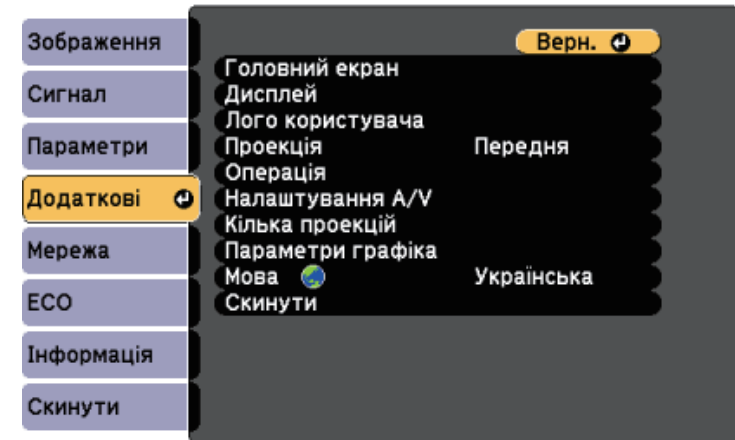 Зображення
Сигнал
Параметри
Додаткові
Мережа
ECO
Інформація
Скинути
Верн.
Головний екран
Дисплей
Лого користувача
Проекція Передня
Операція
Налаштування A/V
Кілька проекцій
Параметри графіка
Мова Українська
Скинути